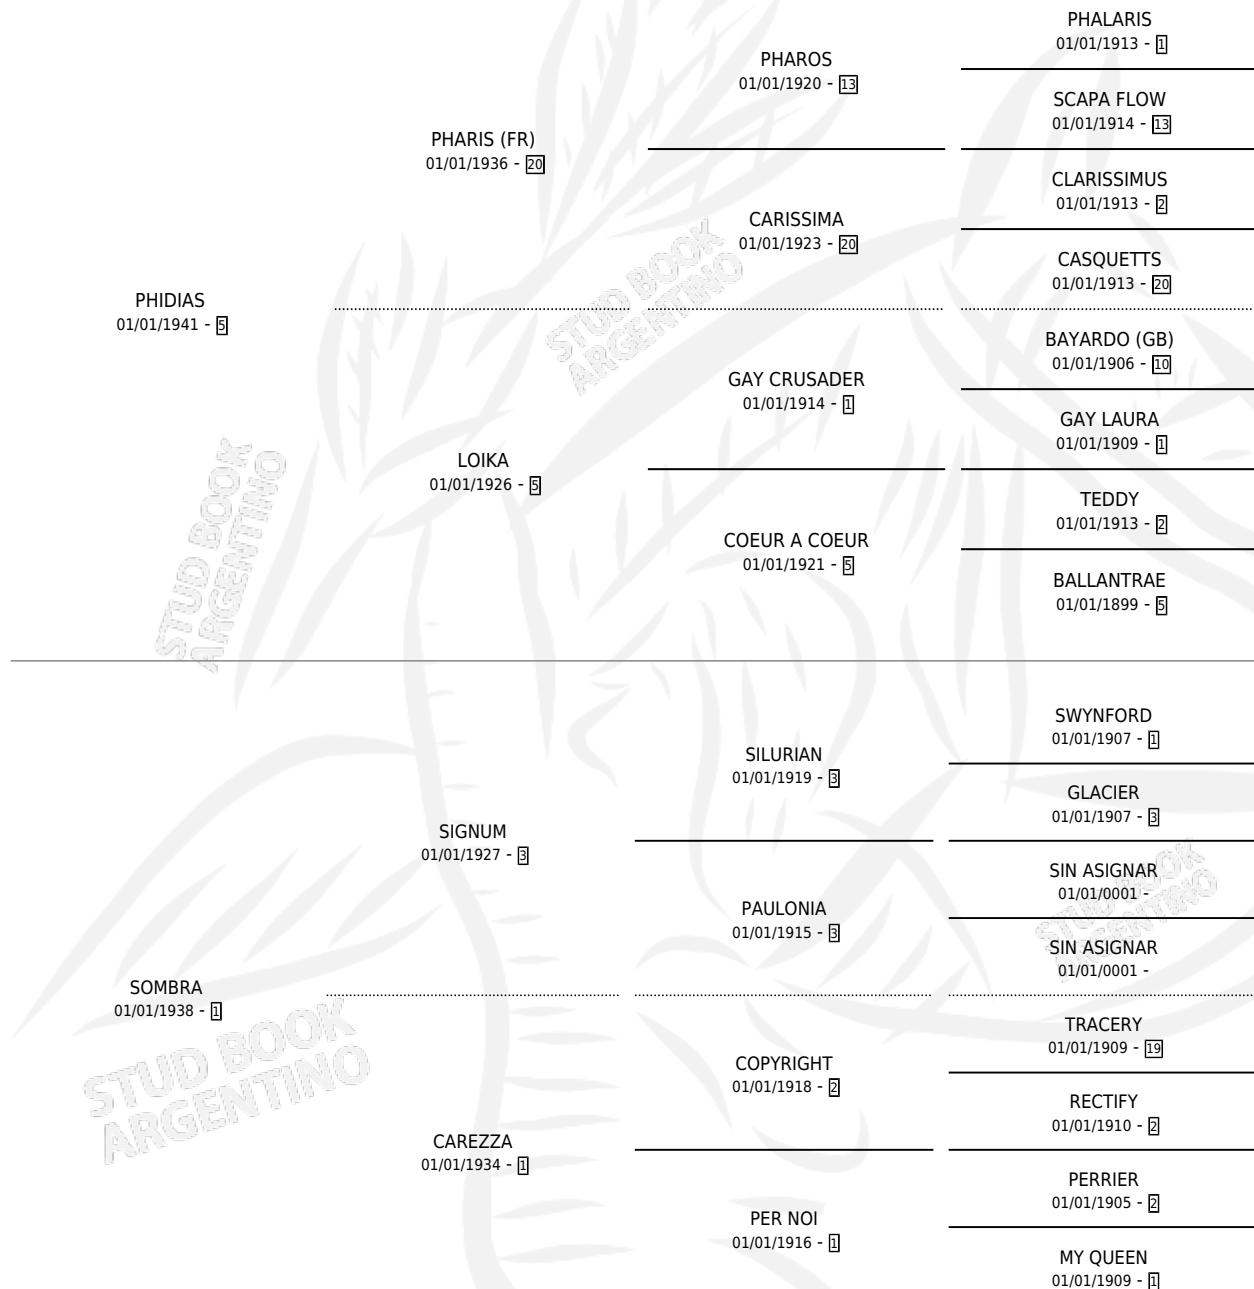 PHALARIS
01/01/1913 - 1
PHAROS
01/01/1920 - 13
SCAPA FLOW
01/01/1914 - 13
PHARIS (FR)
01/01/1936 - 20
CLARISSIMUS
01/01/1913 - 2
CARISSIMA
01/01/1923 - 20
CASQUETTS
01/01/1913 - 20
PHIDIAS
01/01/1941 - 5
BAYARDO (GB)
01/01/1906 - 10
GAY CRUSADER
01/01/1914 - 1
GAY LAURA
01/01/1909 - 1
LOIKA
01/01/1926 - 5
TEDDY
01/01/1913 - 2
COEUR A COEUR
01/01/1921 - 5
BALLANTRAE
01/01/1899 - 5
SWYNFORD
01/01/1907 - 1
SILURIAN
01/01/1919 - 3
GLACIER
01/01/1907 - 3
SIGNUM
01/01/1927 - 3
SIN ASIGNAR
01/01/0001 -
PAULONIA
01/01/1915 - 3
SIN ASIGNAR
01/01/0001 -
SOMBRA
01/01/1938 - 1
TRACERY
01/01/1909 - 19
COPYRIGHT
01/01/1918 - 2
RECTIFY
01/01/1910 - 2
CAREZZA
01/01/1934 - 1
PERRIER
01/01/1905 - 2
PER NOI
01/01/1916 - 1
MY QUEEN
01/01/1909 - 1
STUD BOOK
ARGENTINO
STUD BOOK
ARGENTINO
STUD BOOK
ARGENTINO
STUD BOOK
ARGENTINO